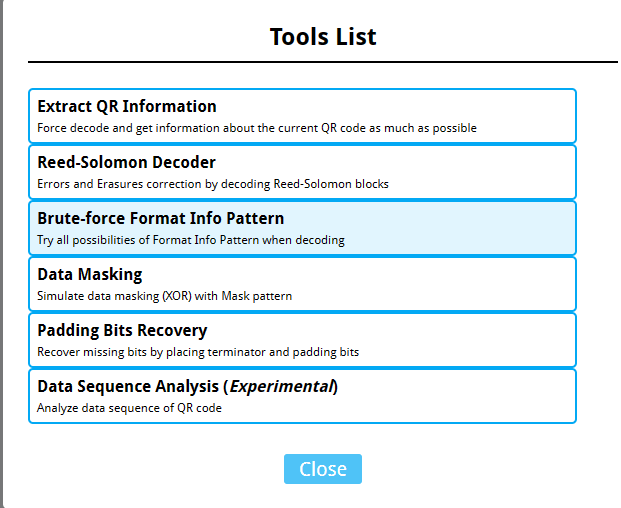 Tools List
Extract QR Information
Force decode and get information about the current QR code as much as possible
Reed-Solomon Decoder
Errors and Erasures correction by decoding Reed-Solomon blocks
Brute-force Format Info Pattern
Try all possibilities of Format Info Pattern when decoding
Data Masking
Simulate data masking (XOR) with Mask pattern
Padding Bits Recovery
Recover missing bits by placing terminator and padding bits
Data Sequence Analysis (Experimental)
Analyze data sequence of QR code
Close